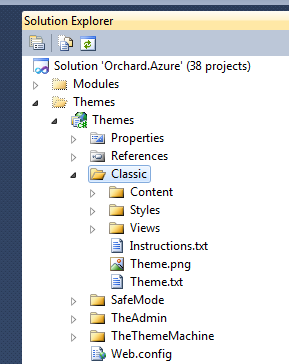 Solution Explorer
Solution 'Orchard.Azure' (38 projects)
Modules
Themes
Themes
Properties
References
Classic
Content
Styles
Views
Instructions.txt
Theme.png
Theme.txt
SafeMode
TheAdmin
TheThemeMachine
Web.config